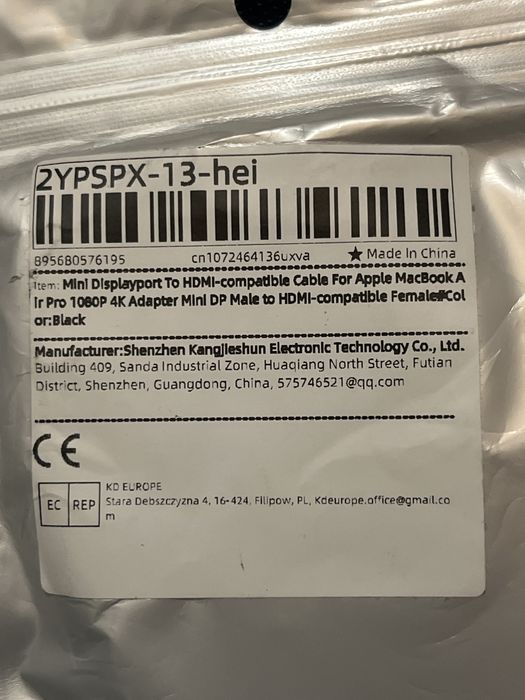 2YPSPX-13-hei
895680576195 cn1072464136uxva ★ Made In China
Item: Mini Displayport To HDMI-compatible Cable For Apple MacBook A
ir Pro 1080P 4K Adapter Mini DP Male to HDMI-compatible Female#Col
or:Black
Manufacturer:Shenzhen Kangjieshun Electronic Technology Co., Ltd.
Building 409, Sanda Industrial Zone, Huaqiang North Street, Futian
District, Shenzhen, Guangdong, China, 575746521@qq.com
CE
EC REP
KD EUROPE
Stara Debszczyzna 4, 16-424, Filipow, PL, Kdeurope.office@gmail.co
m